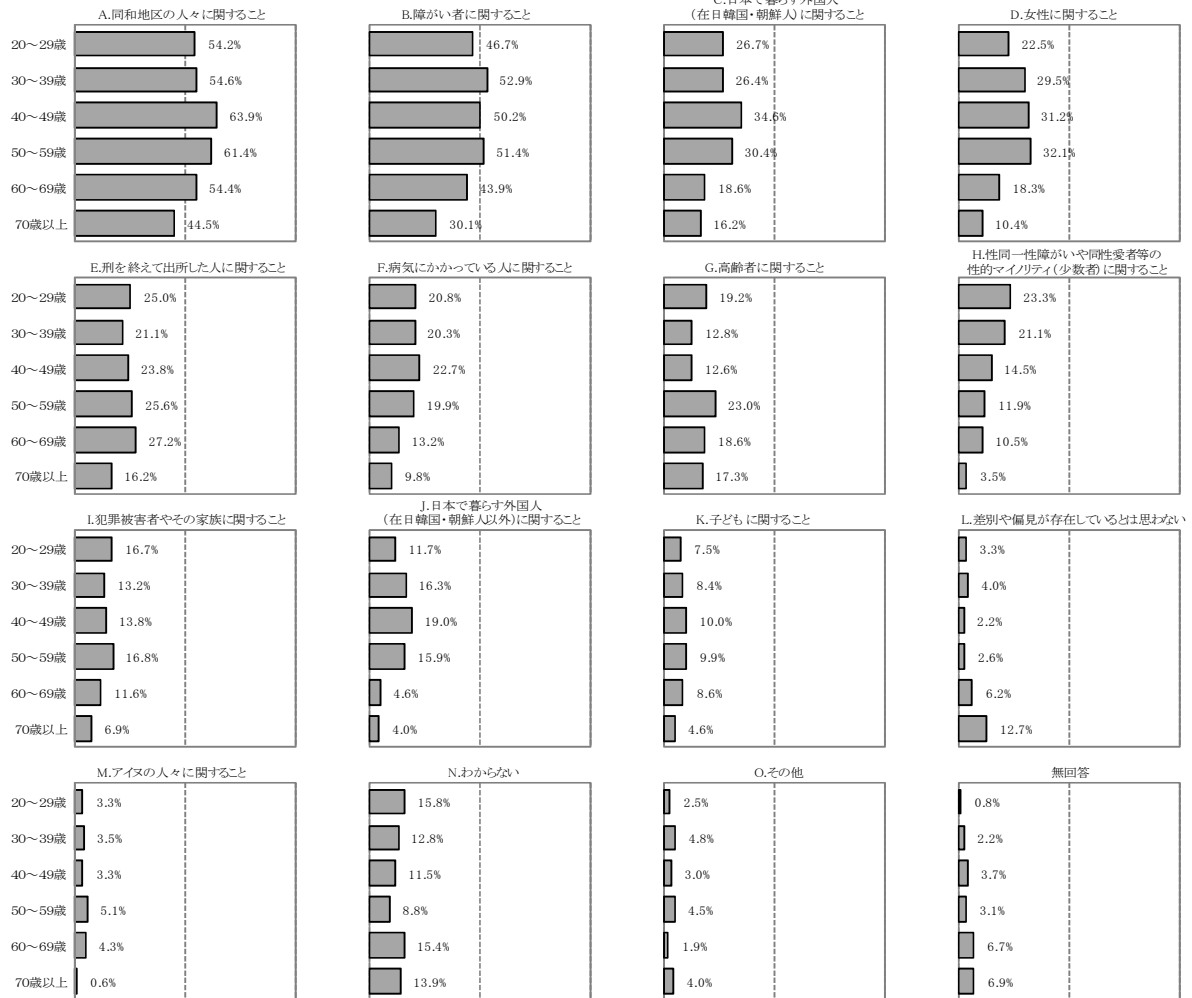 A.同和地区の人々に関すること
20～29歳 54.2%
30～39歳 54.6%
40～49歳 63.9%
50～59歳 61.4%
60～69歳 54.4%
70歳以上 44.5%
B.障がい者に関すること
46.7%
52.9%
50.2%
51.4%
43.9%
30.1%
C.日本で暮らす外国人
（在日韓国・朝鮮人）に関すること
26.7%
26.4%
34.6%
30.4%
18.6%
16.2%
D.女性に関すること
22.5%
29.5%
31.2%
32.1%
18.3%
10.4%
E.刑を終えて出所した人に関すること
20～29歳 25.0%
30～39歳 21.1%
40～49歳 23.8%
50～59歳 25.6%
60～69歳 27.2%
70歳以上 16.2%
F.病気にかかっている人に関すること
20.8%
20.3%
22.7%
19.9%
13.2%
9.8%
G.高齢者に関すること
19.2%
12.8%
12.6%
23.0%
18.6%
17.3%
H.性同一性障がいや同性愛者等の
性的マイノリティ（少数者）に関すること
23.3%
21.1%
14.5%
11.9%
10.5%
3.5%
I.犯罪被害者やその家族に関すること
20～29歳 16.7%
30～39歳 13.2%
40～49歳 13.8%
50～59歳 16.8%
60～69歳 11.6%
70歳以上 6.9%
J.日本で暮らす外国人
（在日韓国・朝鮮人以外）に関すること
11.7%
16.3%
19.0%
15.9%
4.6%
4.0%
K.子どもに関すること
7.5%
8.4%
10.0%
9.9%
8.6%
4.6%
L.差別や偏見が存在しているとは思わない
3.3%
4.0%
2.2%
2.6%
6.2%
12.7%
M.アイヌの人々に関すること
20～29歳 3.3%
30～39歳 3.5%
40～49歳 3.3%
50～59歳 5.1%
60～69歳 4.3%
70歳以上 0.6%
N.わからない
15.8%
12.8%
11.5%
8.8%
15.4%
13.9%
O.その他
2.5%
4.8%
3.0%
4.5%
1.9%
4.0%
無回答
0.8%
2.2%
3.7%
3.1%
6.7%
6.9%